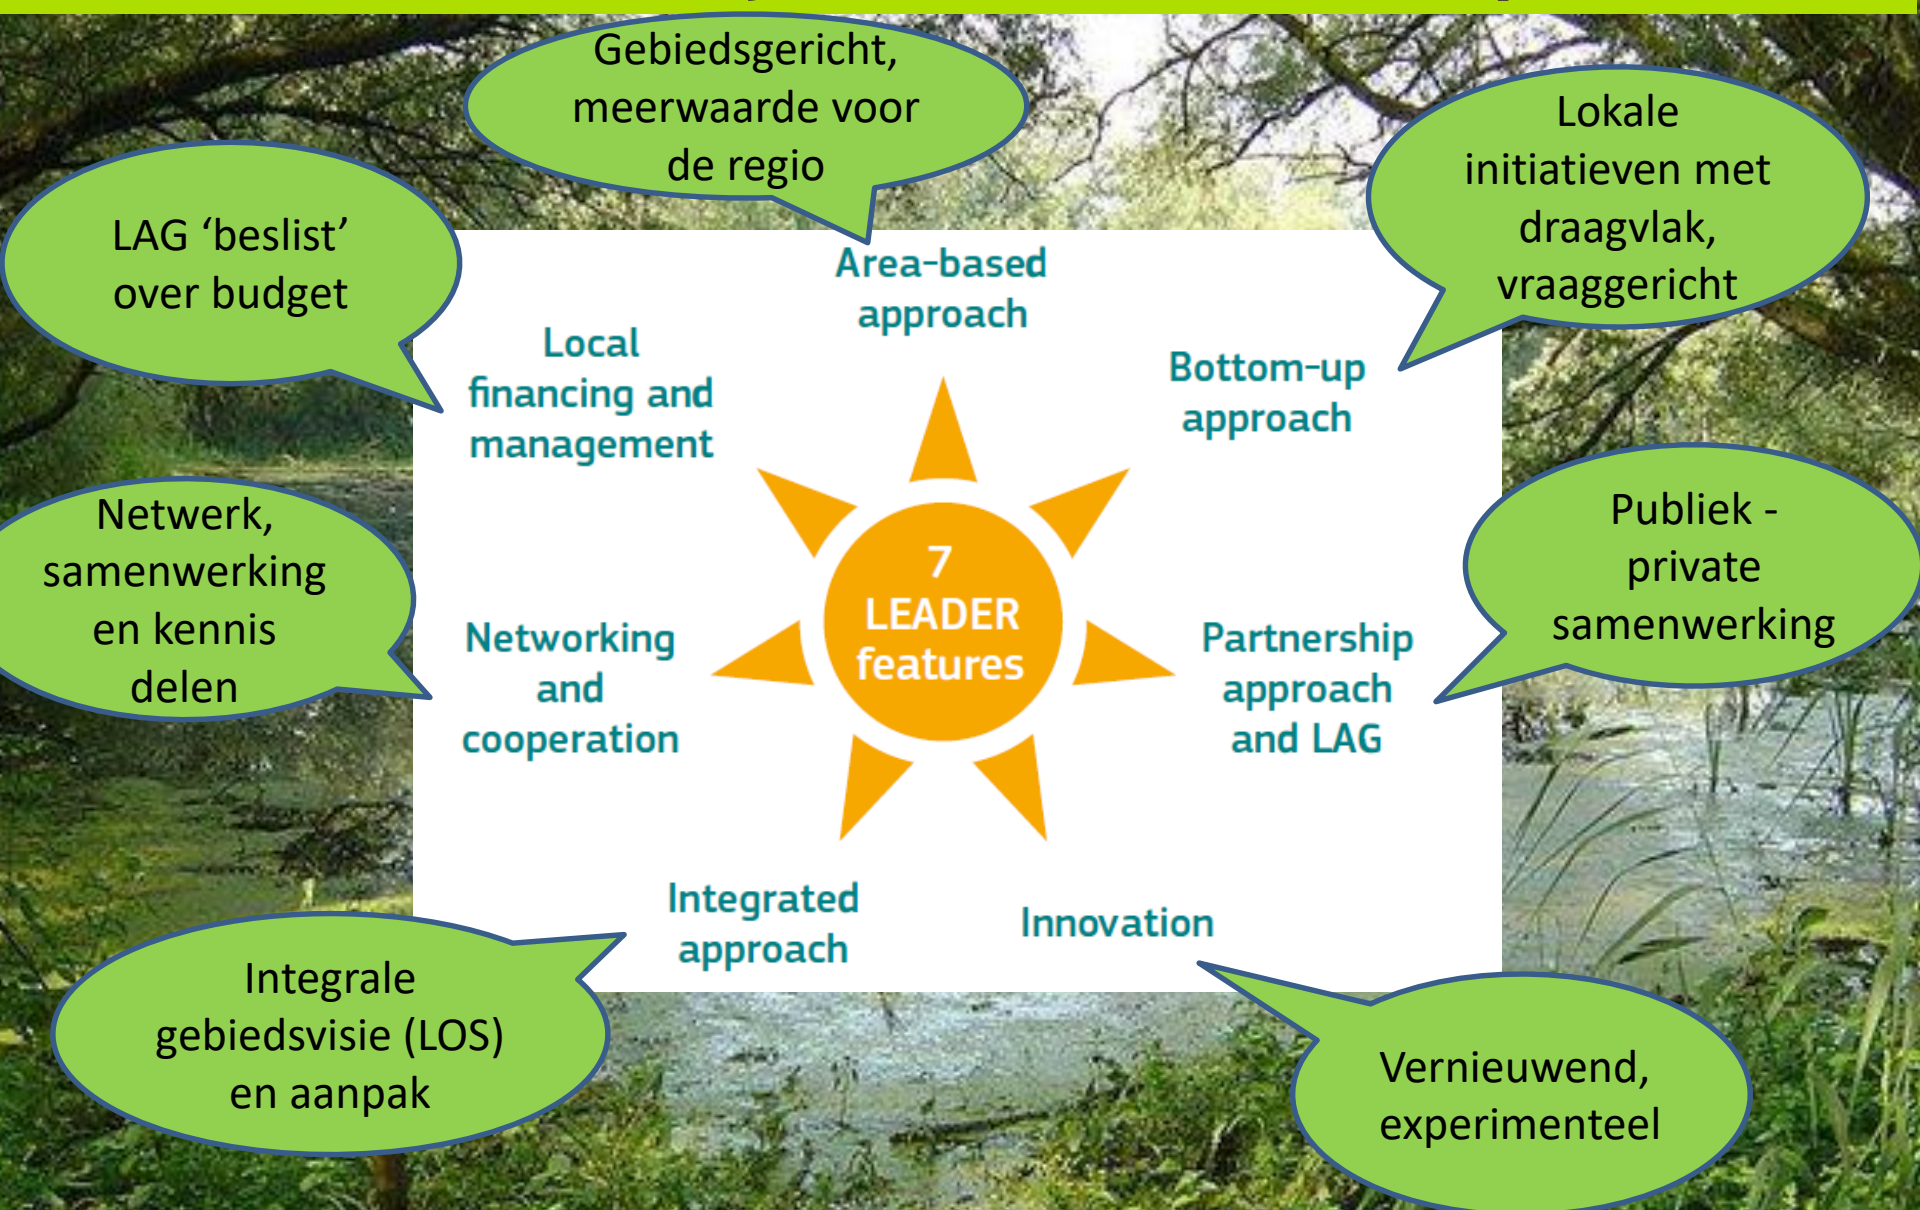 Gebiedsgericht,
meerwaarde voor
de regio
Lokale
initiatieven met
draagvlak,
vraaggericht
LAG ‘beslist’
over budget
Area-based
approach
Local
financing and
management
Bottom-up
approach
Netwerk,
samenwerking
en kennis
delen
Publiek -
private
samenwerking
7
LEADER
features
Networking
and
cooperation
Partnership
approach
and LAG
Integrated
approach
Innovation
Integrale
gebiedsvisie (LOS)
en aanpak
Vernieuwend,
experimenteel